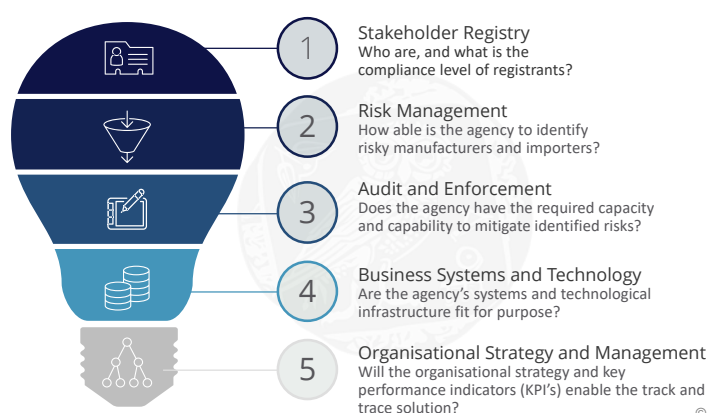 1
Stakeholder Registry
Who are, and what is the
compliance level of registrants?
2
Risk Management
How able is the agency to identify
risky manufacturers and importers?
3
Audit and Enforcement
Does the agency have the required capacity
and capability to mitigate identified risks?
4
Business Systems and Technology
Are the agency's systems and technological
infrastructure fit for purpose?
5
Organisational Strategy and Management
Will the organisational strategy and key
performance indicators (KPI's) enable the track and
trace solution?
©